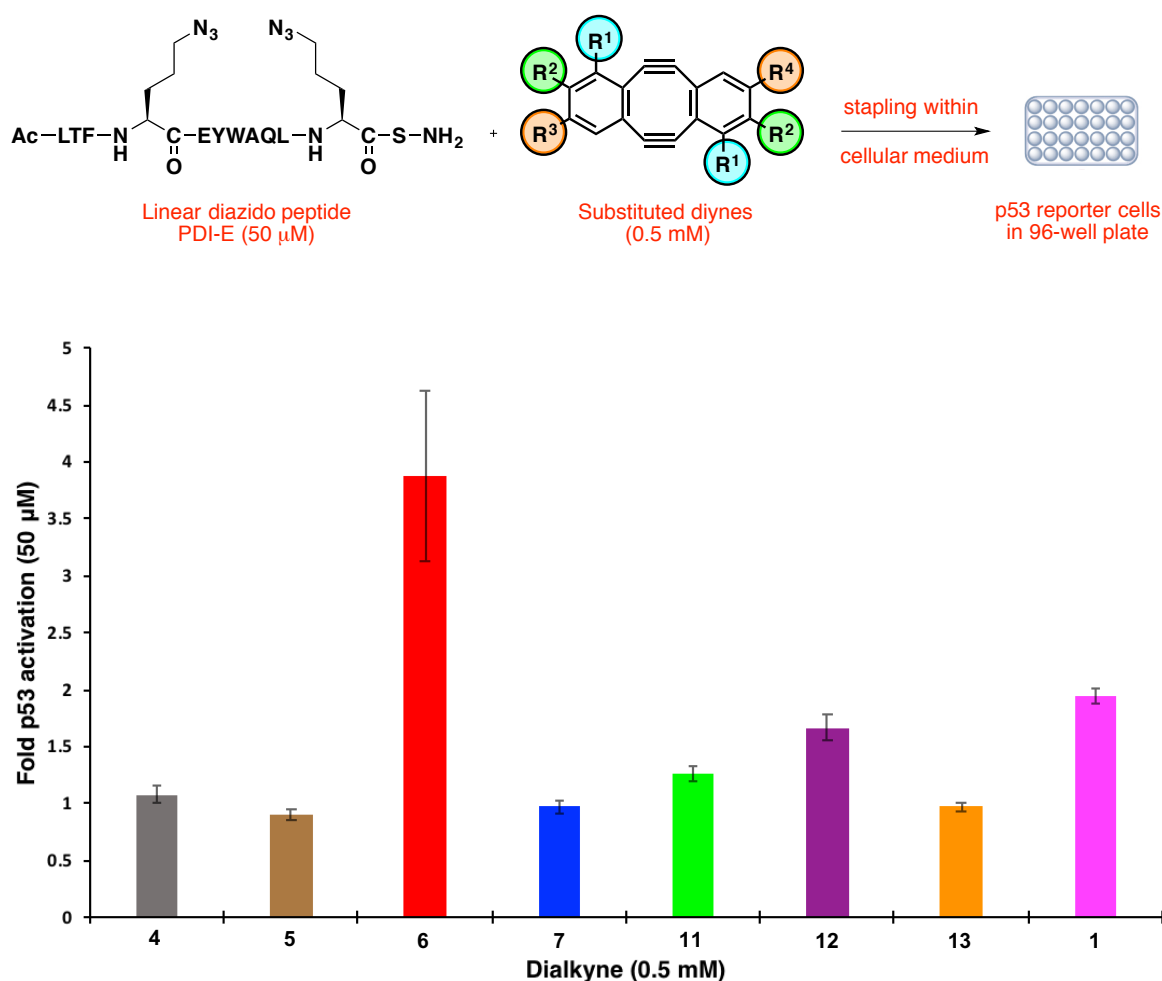 N3
N3
R1
R2
R3
R4
R2
R1
Ac–LTF–N
H
O
EYWAQL–N
H
O
S–NH2
+
stapling within
cellular medium
Linear diazido peptide
PDI-E (50 μM)
Substituted diynes
(0.5 mM)
p53 reporter cells
in 96-well plate
Fold p53 activation (50 μM)
5
4.5
4
3.5
3
2.5
2
1.5
1
0.5
0
4 5 6 7 11 12 13 1
Dialkyne (0.5 mM)